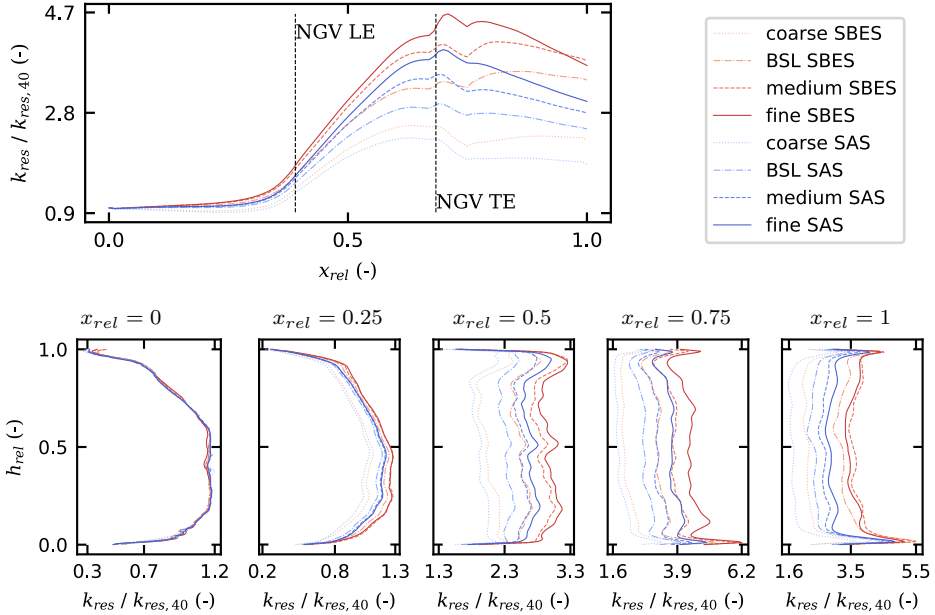 4.7
2.8
0.9
k_res / k_res, 40
NGV LE
NGV TE
0.0 0.5 1.0
x_rel (-)
coarse SBES
BSL SBES
medium SBES
fine SBES
coarse SAS
BSL SAS
medium SAS
fine SAS
x_rel = 0 x_rel = 0.25 x_rel = 0.5 x_rel = 0.75 x_rel = 1
1.0
0.5
0.0
h_rel (-)
0.3 0.7 1.2 0.2 0.8 1.3 1.3 2.3 3.3 1.6 3.9 6.2 1.6 3.5 5.5
k_res / k_res, 40 (-) k_res / k_res, 40 (-) k_res / k_res, 40 (-) k_res / k_res, 40 (-) k_res / k_res, 40 (-)